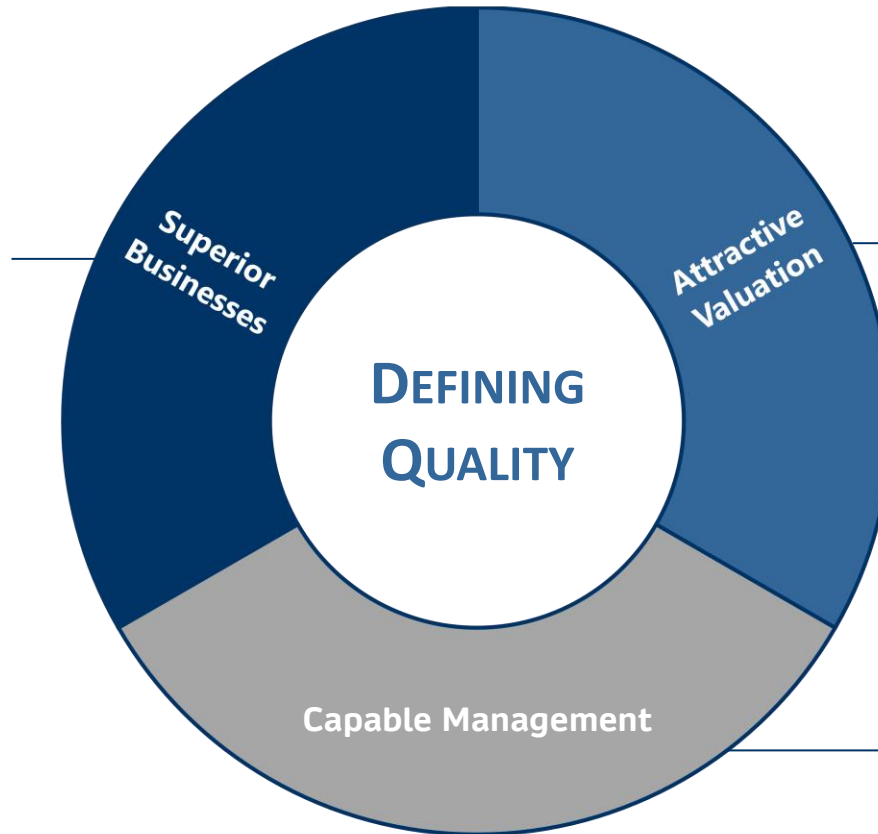 Superior
Businesses
Attractive
Valuation
DEFINING
QUALITY
Capable Management